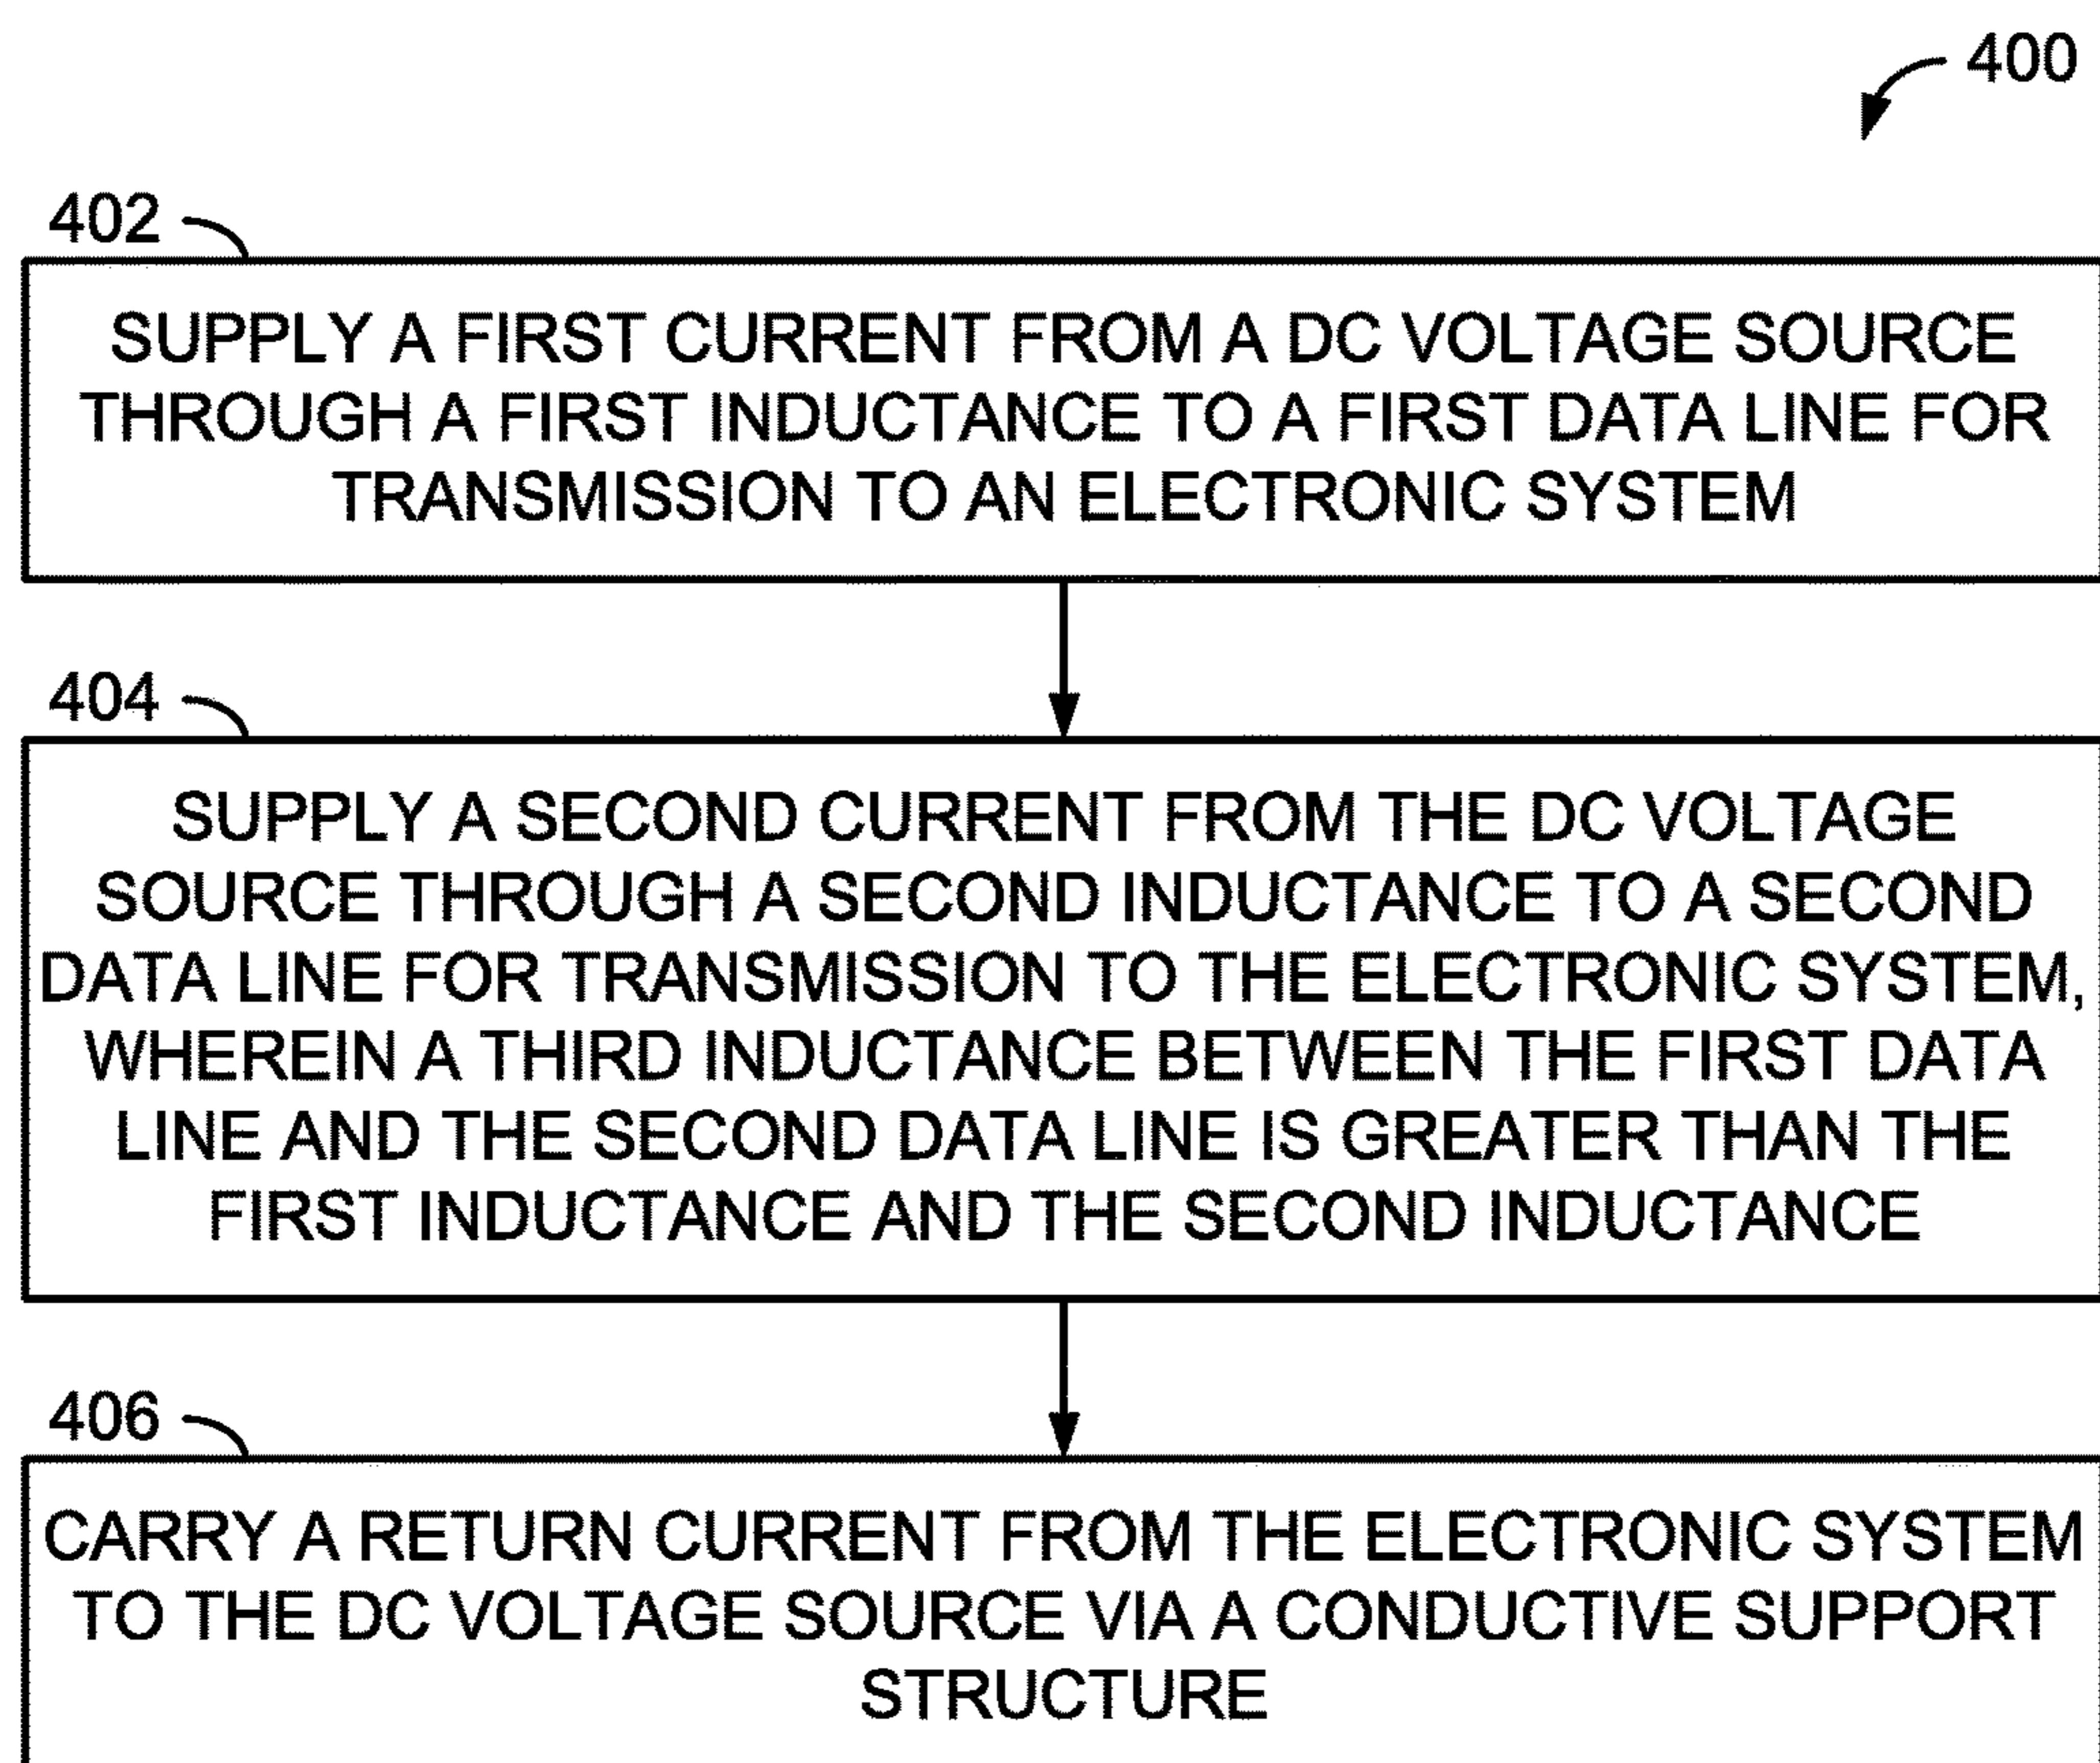 400
402
SUPPLY A FIRST CURRENT FROM A DC VOLTAGE SOURCE
THROUGH A FIRST INDUCTANCE TO A FIRST DATA LINE FOR
TRANSMISSION TO AN ELECTRONIC SYSTEM
404
SUPPLY A SECOND CURRENT FROM THE DC VOLTAGE
SOURCE THROUGH A SECOND INDUCTANCE TO A SECOND
DATA LINE FOR TRANSMISSION TO THE ELECTRONIC SYSTEM,
WHEREIN A THIRD INDUCTANCE BETWEEN THE FIRST DATA
LINE AND THE SECOND DATA LINE IS GREATER THAN THE
FIRST INDUCTANCE AND THE SECOND INDUCTANCE
406
CARRY A RETURN CURRENT FROM THE ELECTRONIC SYSTEM
TO THE DC VOLTAGE SOURCE VIA A CONDUCTIVE SUPPORT
STRUCTURE